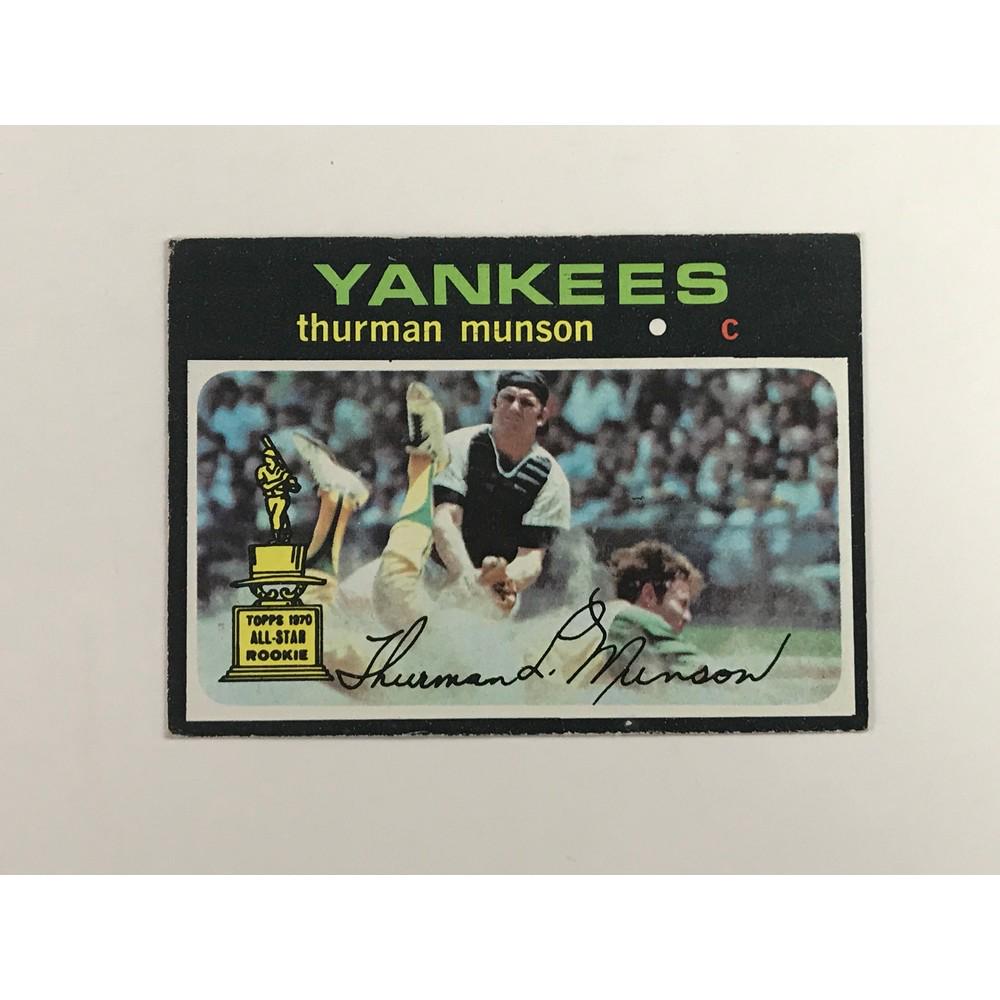 YANKEES
thurman munson • c
TOPPS 1970
ALL-STAR
ROOKIE
Thurman L. Munson